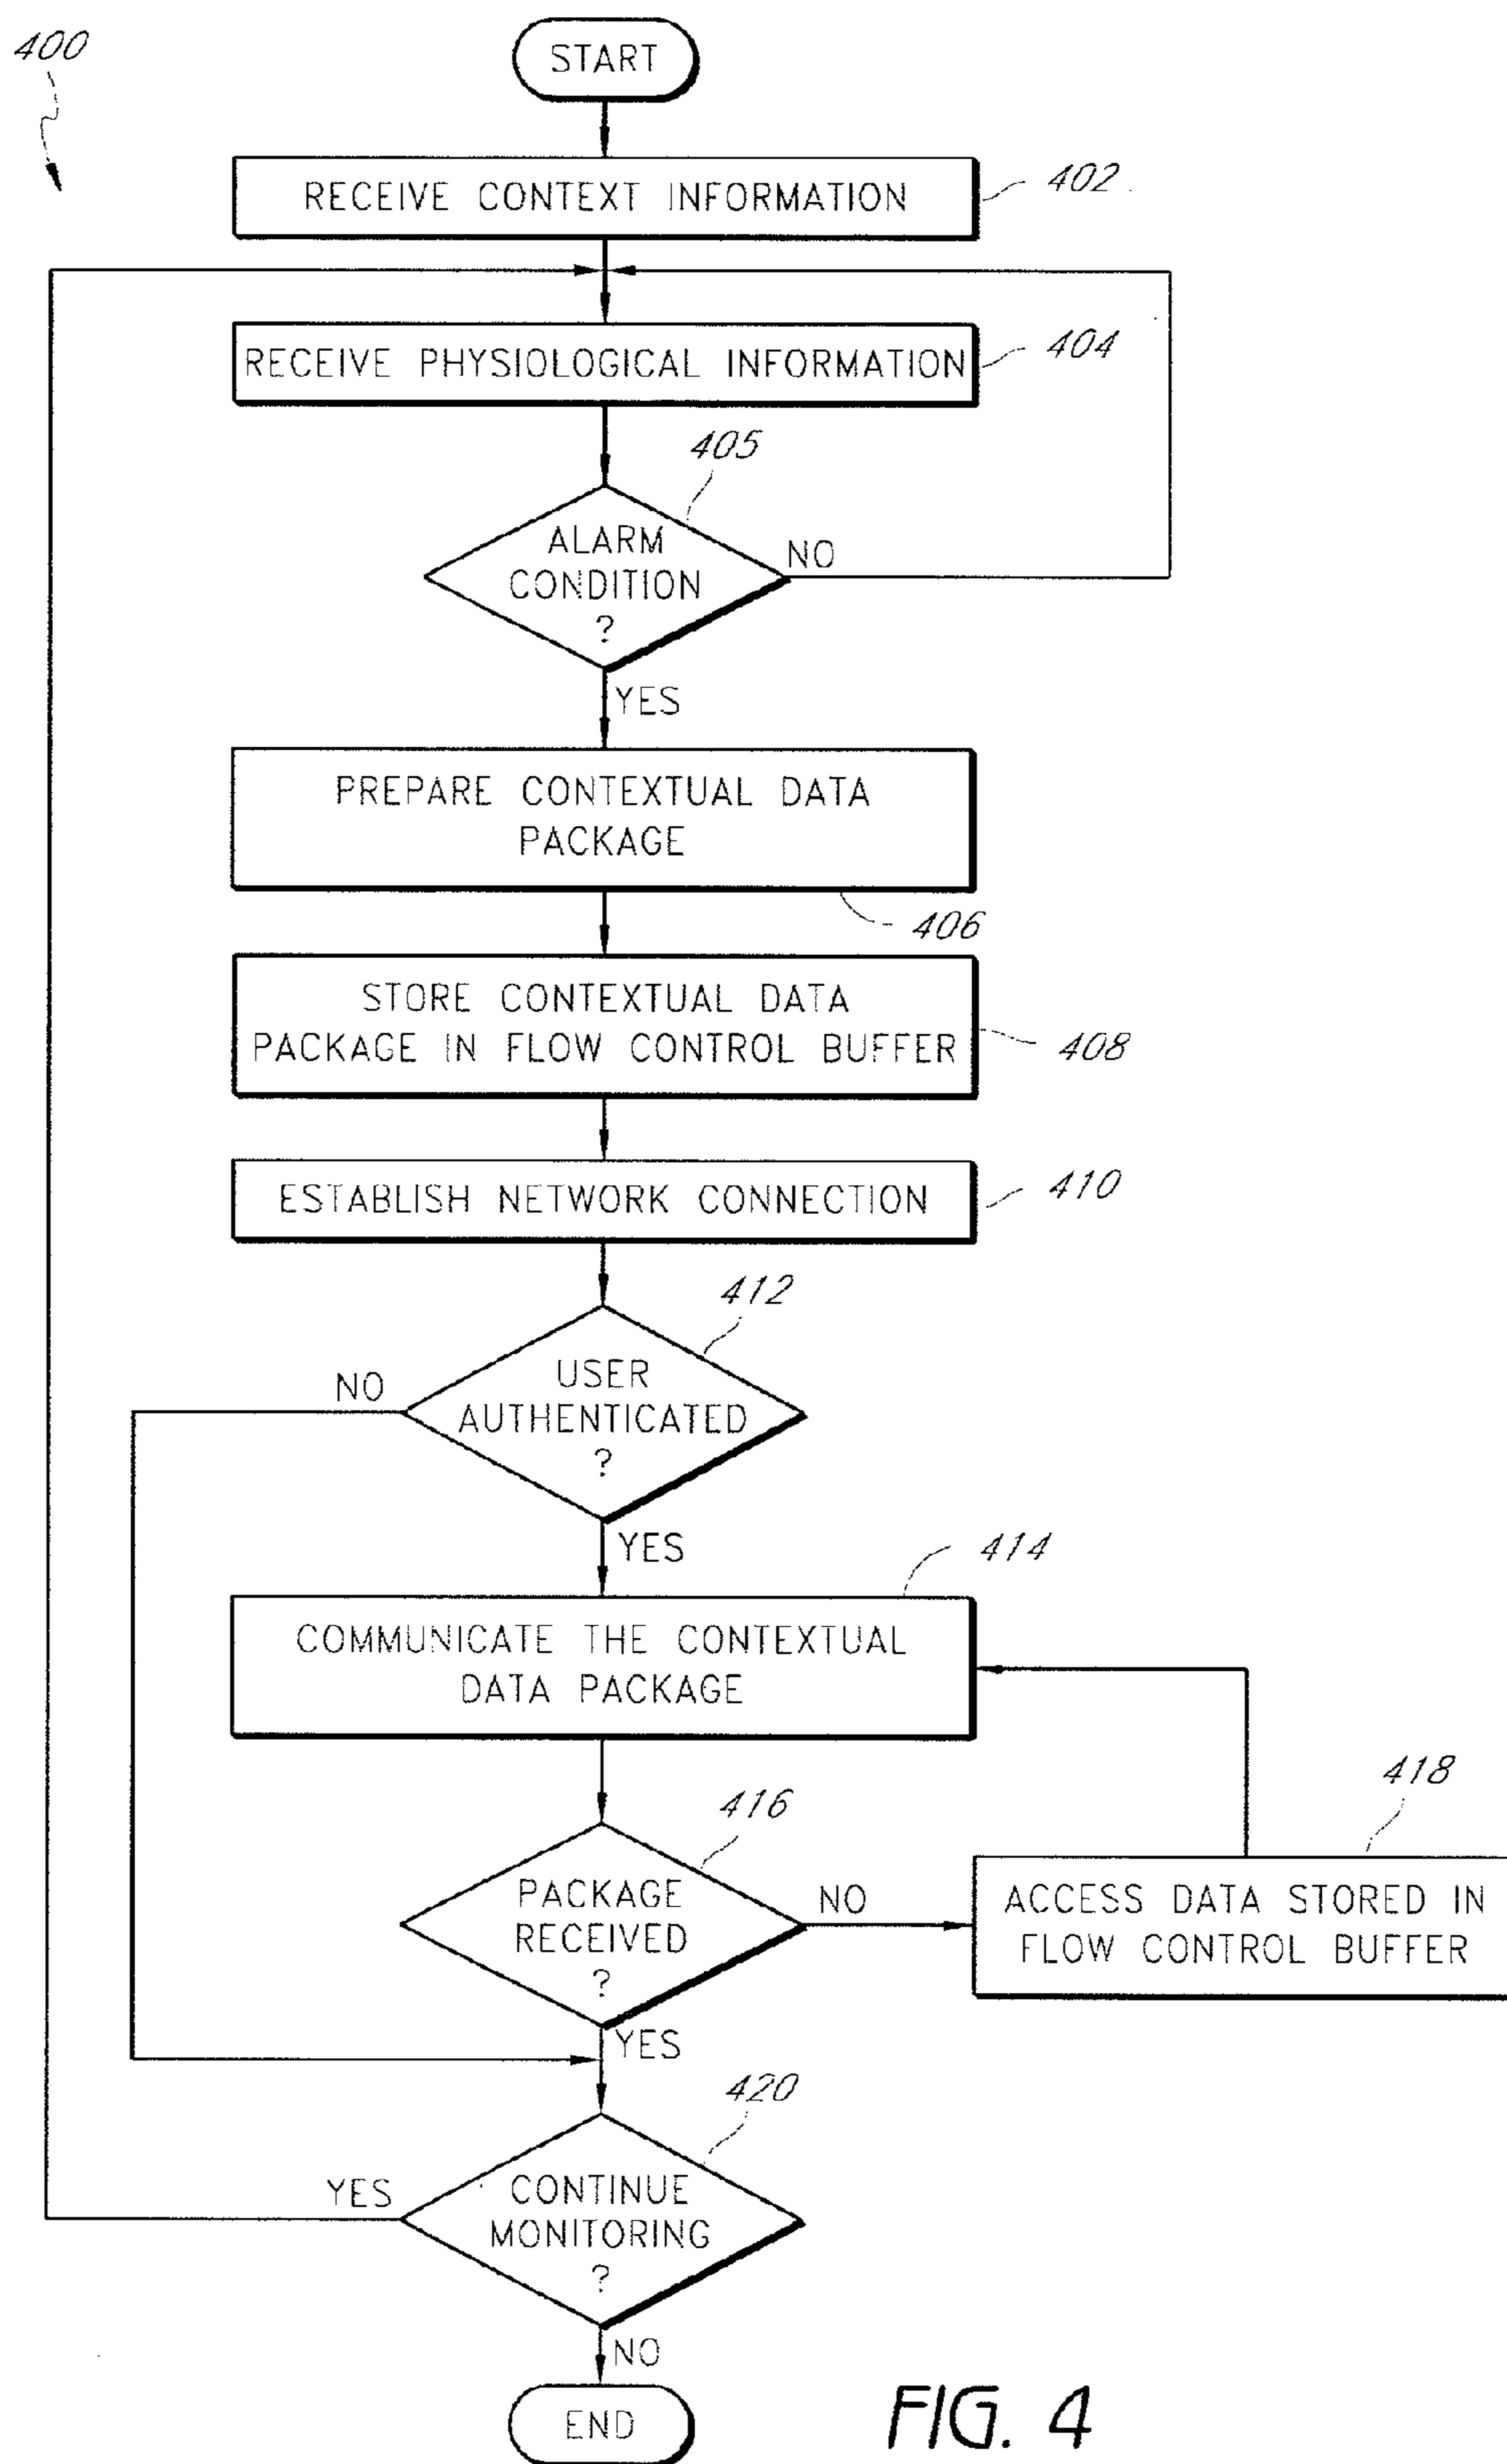 400
START
RECEIVE CONTEXT INFORMATION
402
RECEIVE PHYSIOLOGICAL INFORMATION
404
405
ALARM
CONDITION
?
NO
YES
PREPARE CONTEXTUAL DATA
PACKAGE
406
STORE CONTEXTUAL DATA
PACKAGE IN FLOW CONTROL BUFFER
408
ESTABLISH NETWORK CONNECTION
410
412
NO
USER
AUTHENTICATED
?
YES
414
COMMUNICATE THE CONTEXTUAL
DATA PACKAGE
416
418
PACKAGE
RECEIVED
?
NO
ACCESS DATA STORED IN
FLOW CONTROL BUFFER
YES
420
YES
CONTINUE
MONITORING
?
NO
END
FIG. 4